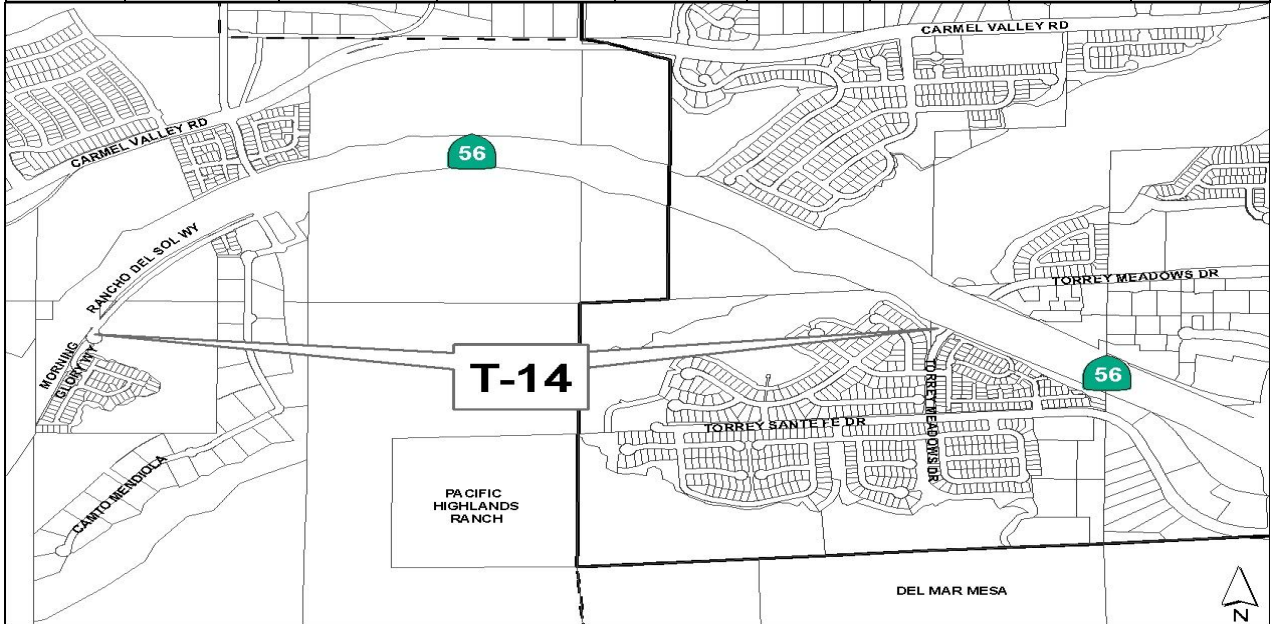 CARMEL VALLEY RD
CARMEL VALLEY RD
56
RANCHO DEL SOL WY
TORREY MEADOWS DR
MORNING
GLORY WY
T-14
56
TORREY MEADOWS DR
TORREY SANTE FE DR
CAMTO MENDIOLA
PACIFIC
HIGHLANDS
RANCH
DEL MAR MESA
N